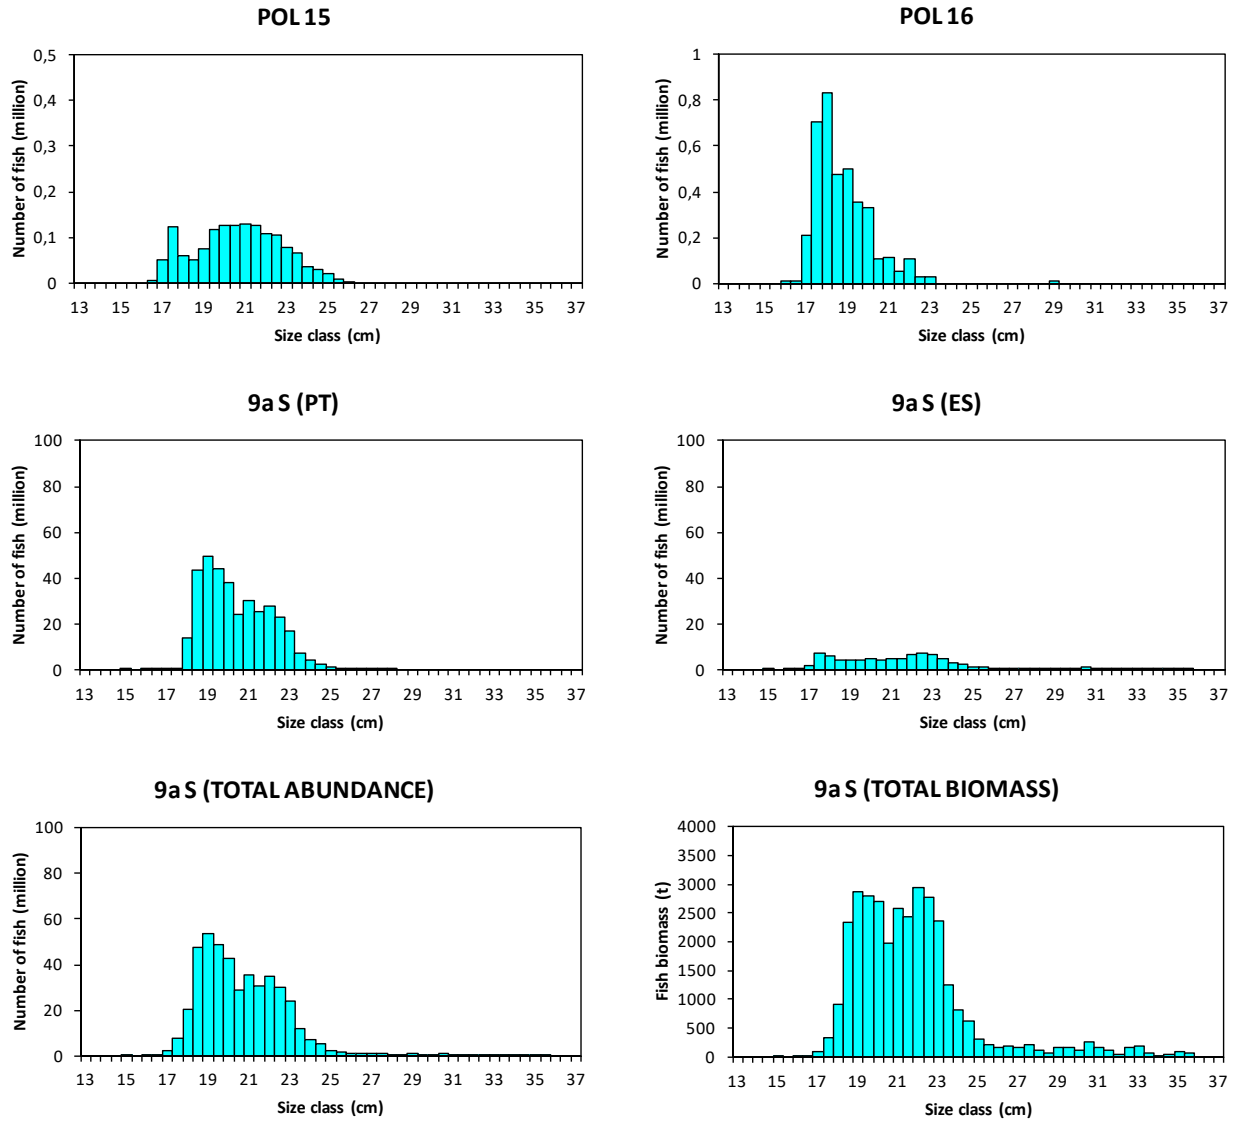 POL 15
0,5
0,4
0,3
0,2
0,1
0
Number of fish (million)
13 15 17 19 21 23 25 27 29 31 33 35 37
Size class (cm)
POL 16
1
0,8
0,6
0,4
0,2
0
Number of fish (million)
13 15 17 19 21 23 25 27 29 31 33 35 37
Size class (cm)
9a S (PT)
100
80
60
40
20
0
Number of fish (million)
13 15 17 19 21 23 25 27 29 31 33 35 37
Size class (cm)
9a S (ES)
100
80
60
40
20
0
Number of fish (million)
13 15 17 19 21 23 25 27 29 31 33 35 37
Size class (cm)
9a S (TOTAL ABUNDANCE)
100
80
60
40
20
0
Number of fish (million)
13 15 17 19 21 23 25 27 29 31 33 35 37
Size class (cm)
9a S (TOTAL BIOMASS)
4000
3500
3000
2500
2000
1500
1000
500
0
Fish biomass (t)
13 15 17 19 21 23 25 27 29 31 33 35 37
Size class (cm)